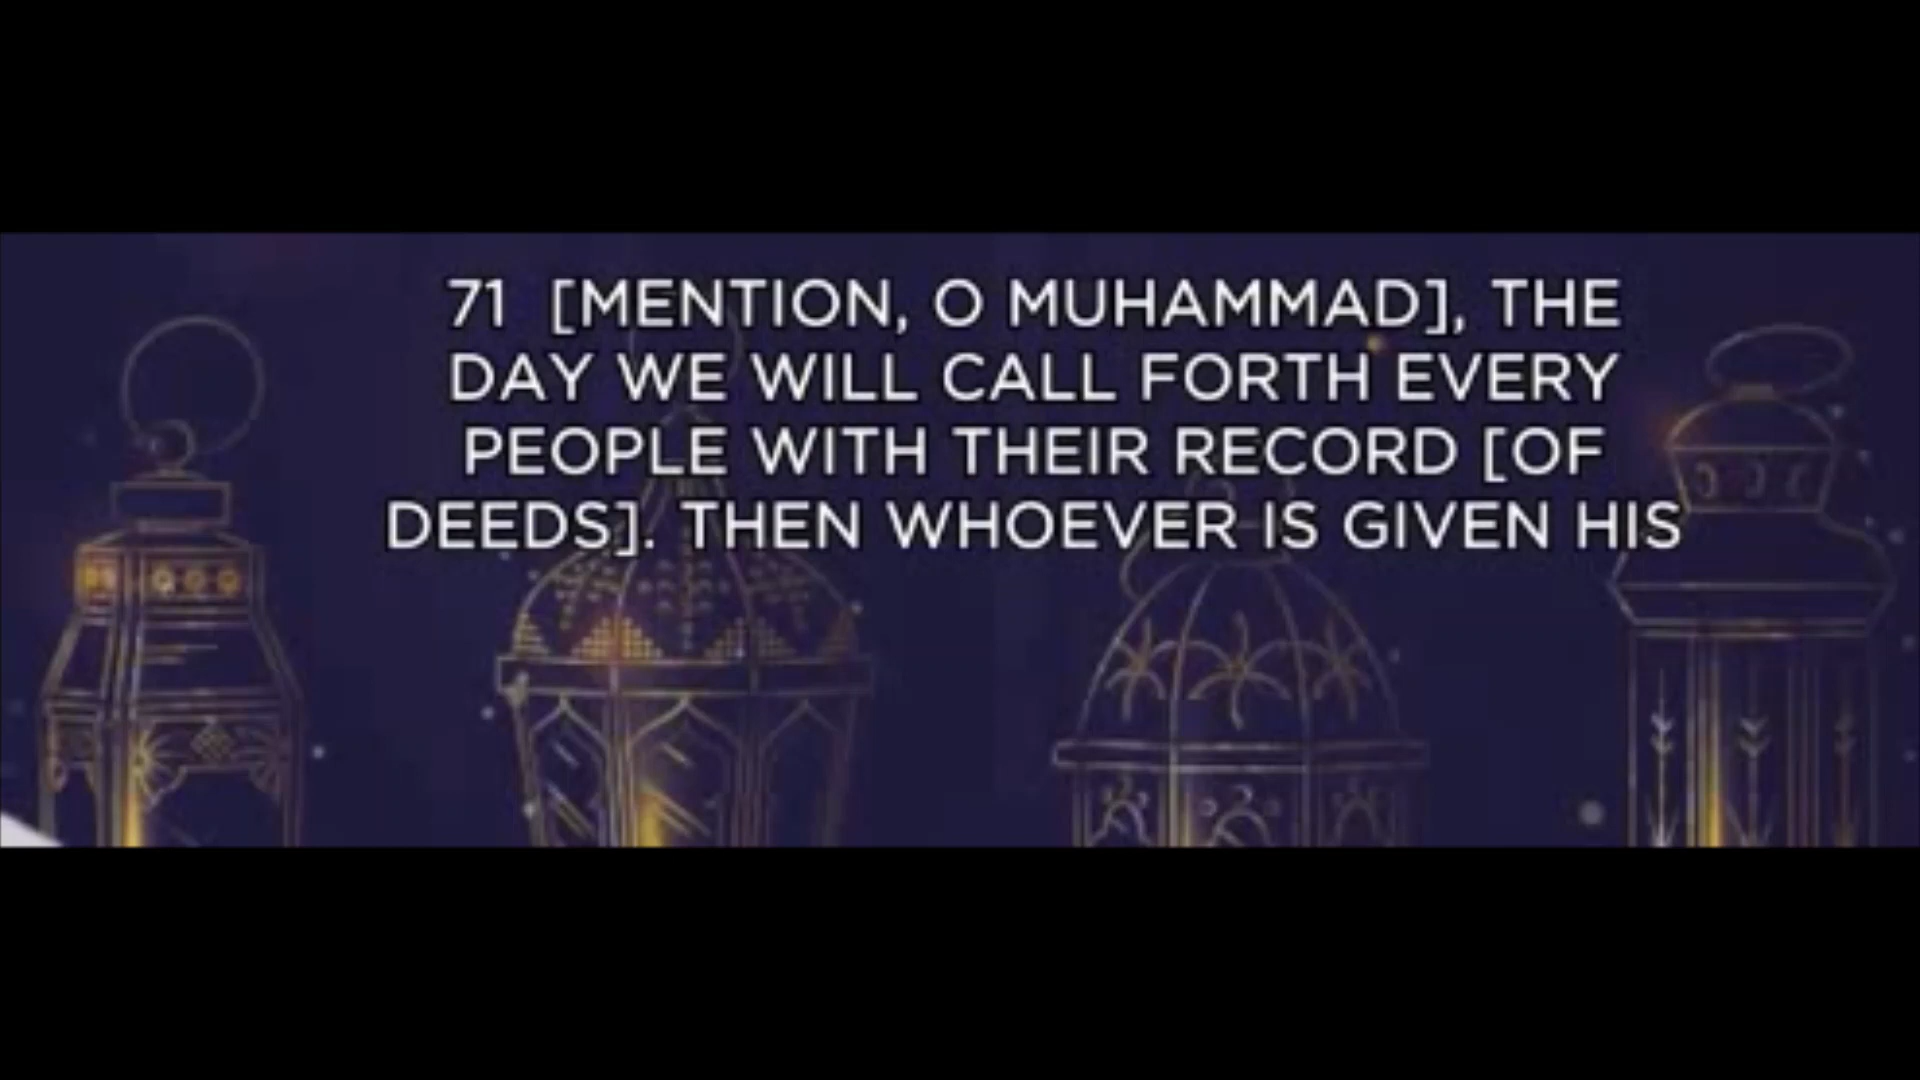 71 [MENTION, O MUHAMMAD], THE
DAY WE WILL CALL FORTH EVERY
PEOPLE WITH THEIR RECORD [OF
DEEDS]. THEN WHOEVER IS GIVEN HIS